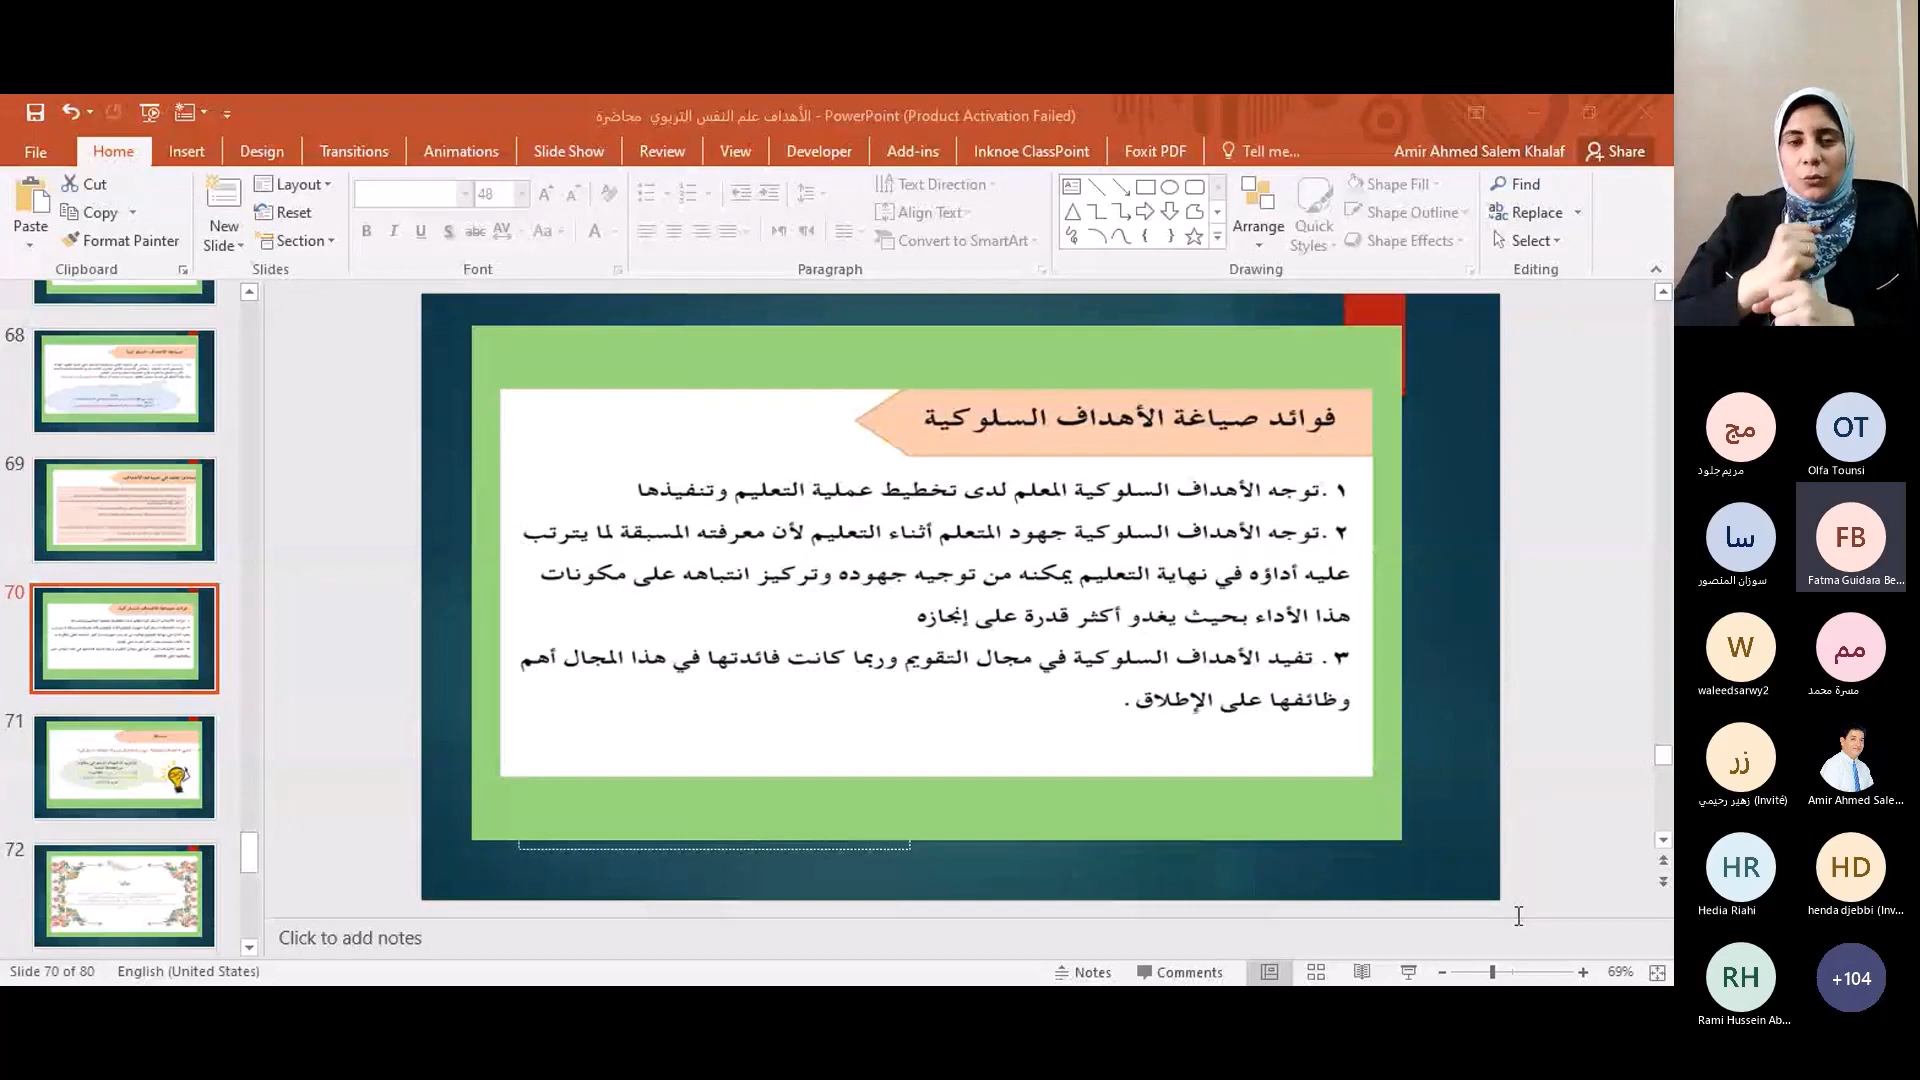 الأهداف علم النفس التربوي محاضرة - PowerPoint (Product Activation Failed)
File Home Insert Design Transitions Animations Slide Show Review View Developer Add-ins Inknoe ClassPoint Foxit PDF Tell me... Amir Ahmed Salem Khalaf Share
Paste
Cut
Copy
Format Painter
Clipboard
New Slide
Layout
Reset
Section
Slides
48
B I U S abc AV Aa A
Font
Text Direction
Align Text
Convert to SmartArt
Paragraph
Arrange
Quick Styles
Shape Fill
Shape Outline
Shape Effects
Drawing
Find
Replace
Select
Editing
68
69
70
71
72
فوائد صياغة الأهداف السلوكية
١ .توجه الأهداف السلوكية المعلم لدى تخطيط عملية التعليم وتنفيذها
٢ .توجه الأهداف السلوكية جهود المتعلم أثناء التعليم لأن معرفته المسبقة لما يترتب
عليه أداؤه في نهاية التعليم يمكنه من توجيه جهوده وتركيز انتباهه على مكونات
هذا الأداء بحيث يغدو أكثر قدرة على إنجازه
٣ . تفيد الأهداف السلوكية في مجال التقويم وربما كانت فائدتها في هذا المجال أهم
وظائفها على الإطلاق .
Click to add notes
Slide 70 of 80 English (United States) Notes Comments 69%
مج
مريم جلود
OT
Olfa Tounsi
سا
سوزان المنصور
FB
Fatma Guidara Be...
W
waleedsarwy2
مم
مسرة محمد
زر
زهير رحيمي (Invité)
Amir Ahmed Sale...
HR
Hedia Riahi
HD
henda djebbi (Inv...
RH
Rami Hussein Ab...
+104